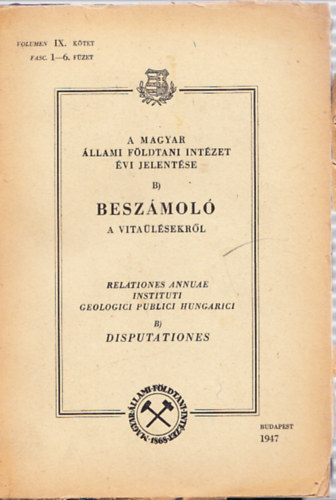 VOLUMEN IX. KÖTET
FASC. 1—6. FÜZET
A MAGYAR
ÁLLAMI FÖLDTANI INTÉZET
ÉVI JELENTÉSE
B)
BESZÁMOLÓ
A VITAÜLÉSEKRŐL
RELATIONES ANNUAE
INSTITUTI
GEOLOGICI PUBLICI HUNGARICI
B)
DISPUTATIONES
MAGYAR·ÁLLAMI·FÖLDTANI·INTÉZET
·1868·
BUDAPEST
1947